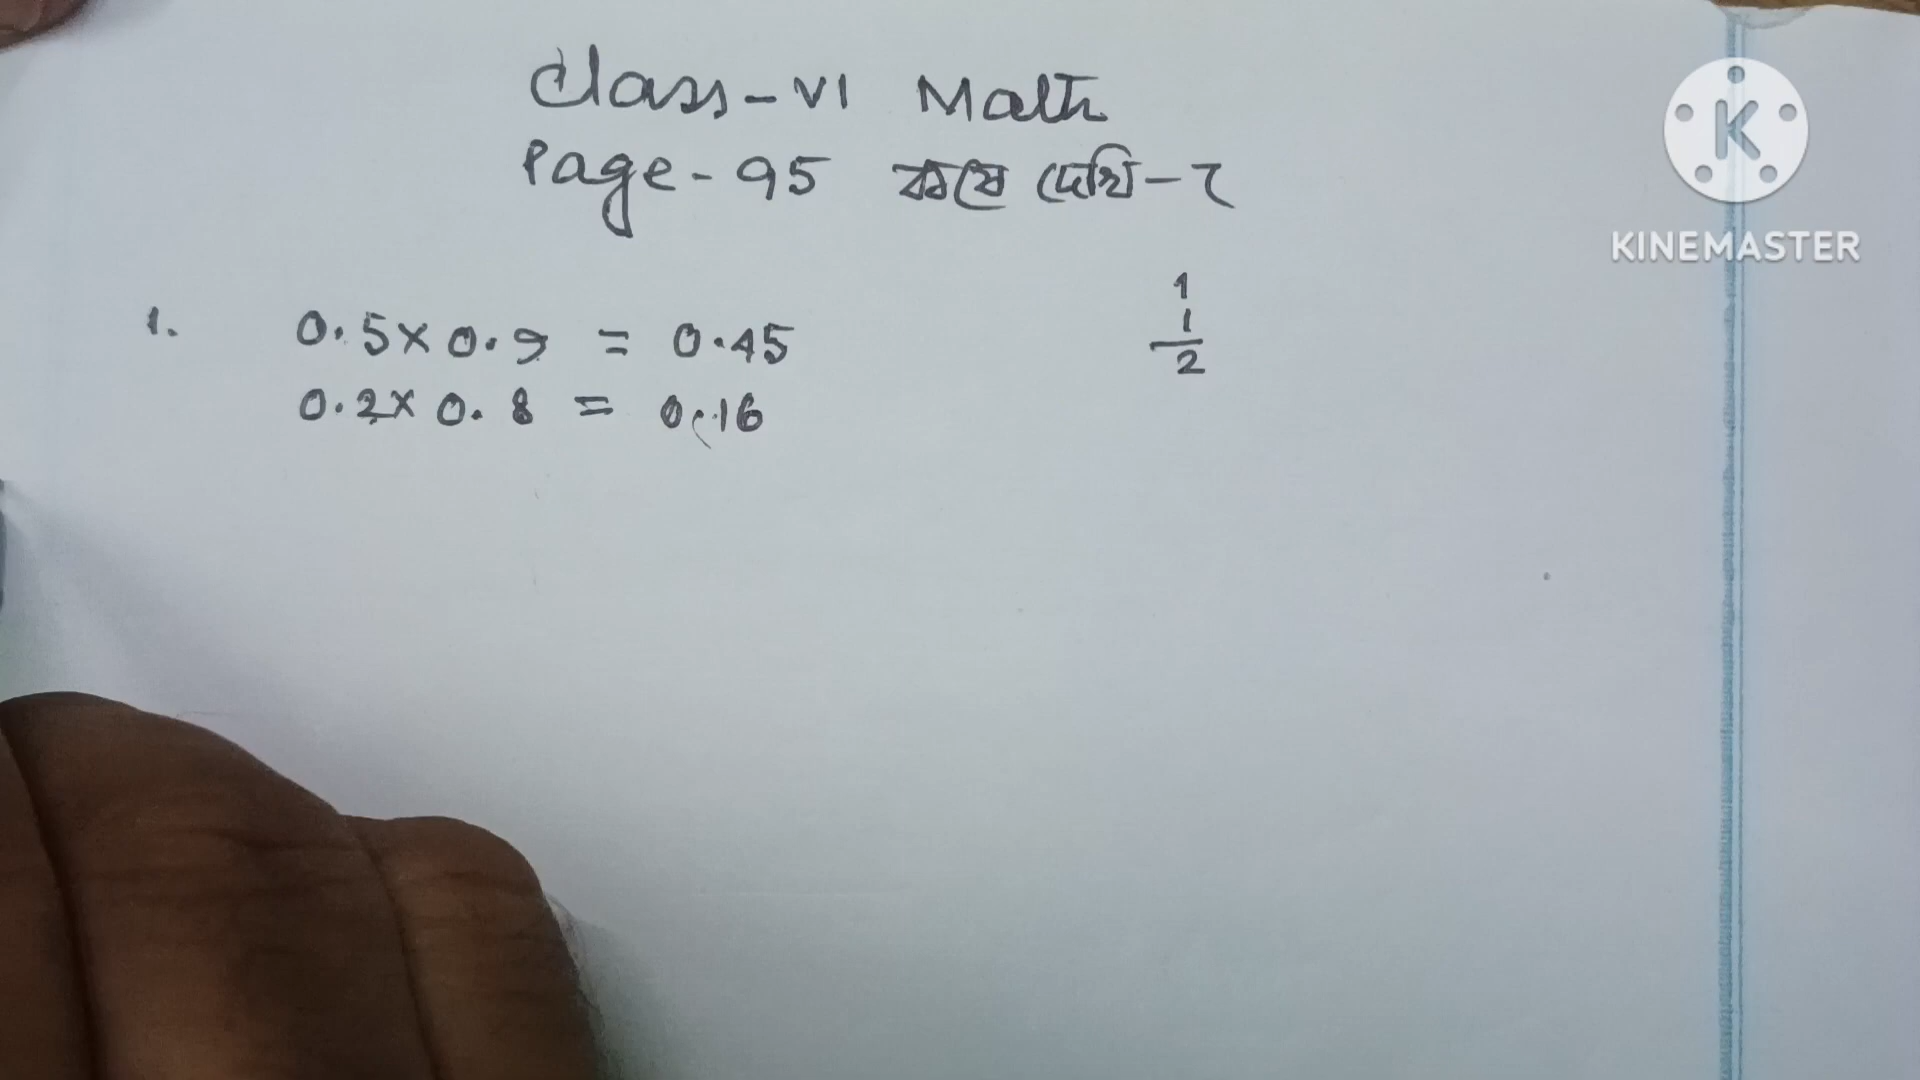 Class-VI Math
Page-95 কষে দেখি-২
1. 0.5×0.9 = 0.45
0.2×0.8 = 0.16
1
1
2
K
KINEMASTER